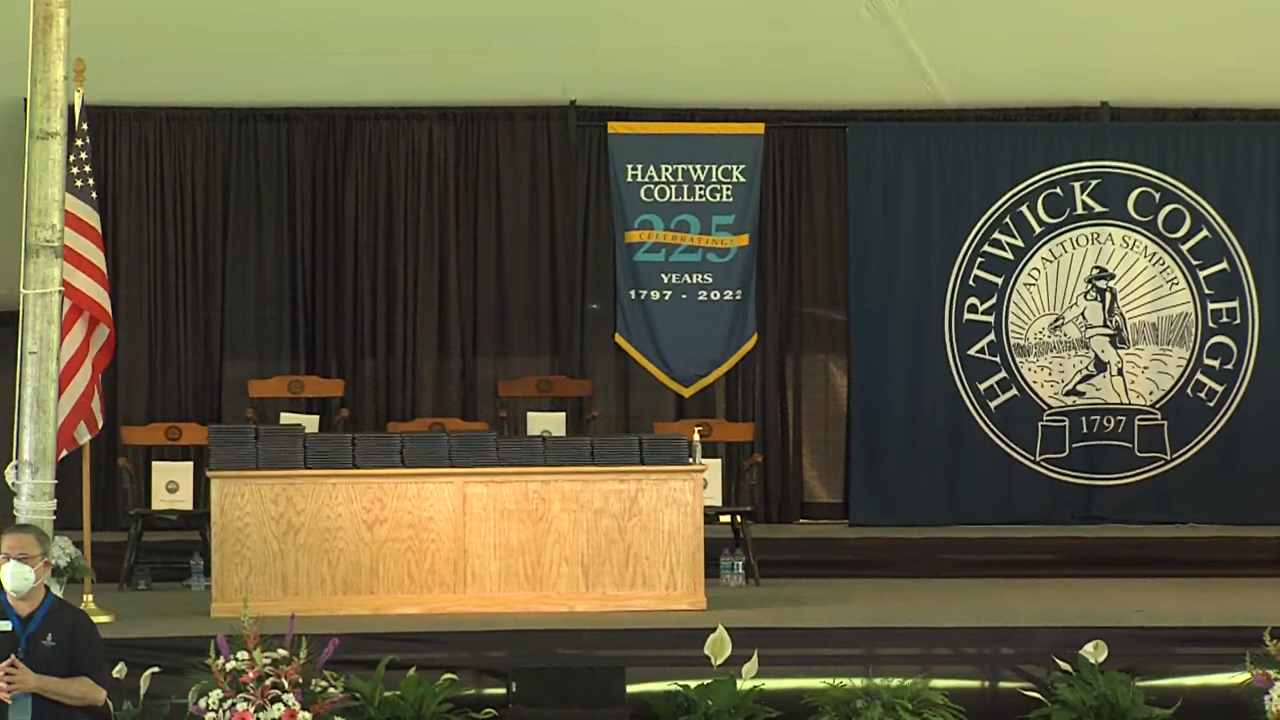 HARTWICK
COLLEGE
225
CELEBRATING!
YEARS
1797 - 2022
HARTWICK COLLEGE
AD ALTIORA SEMPER
1797